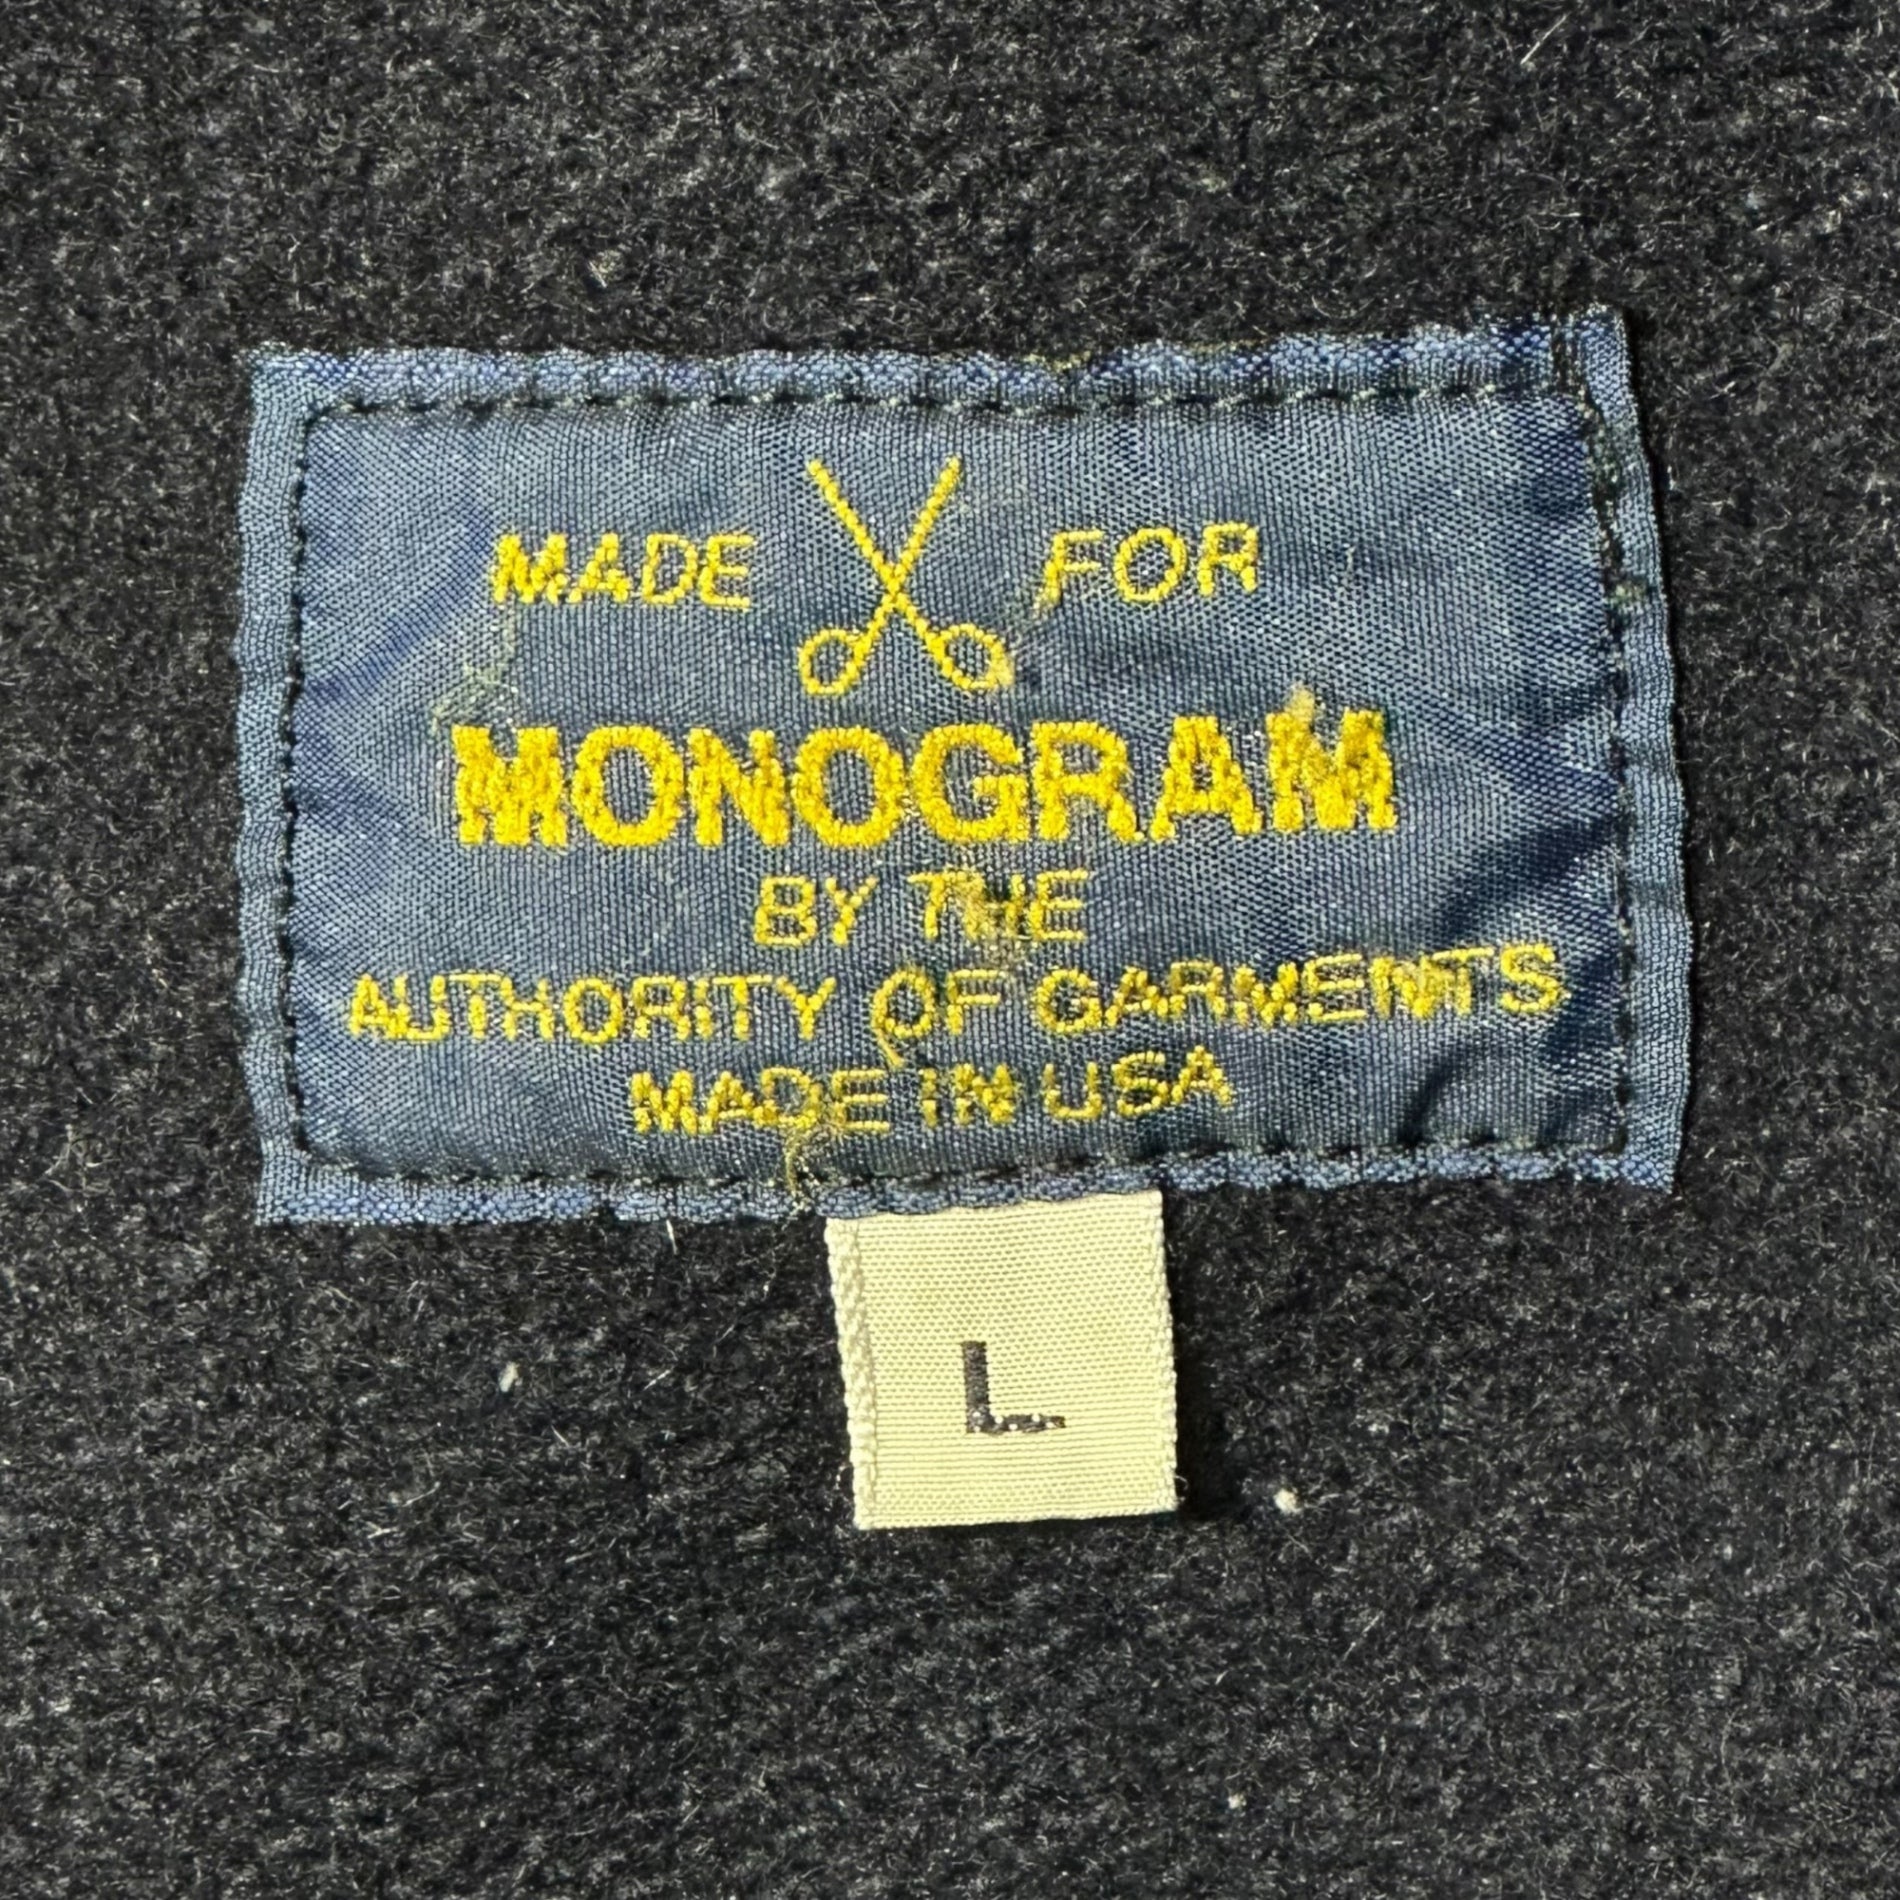 MADE FOR
MONOGRAM
BY THE
AUTHORITY OF GARMENTS
MADE IN USA
L